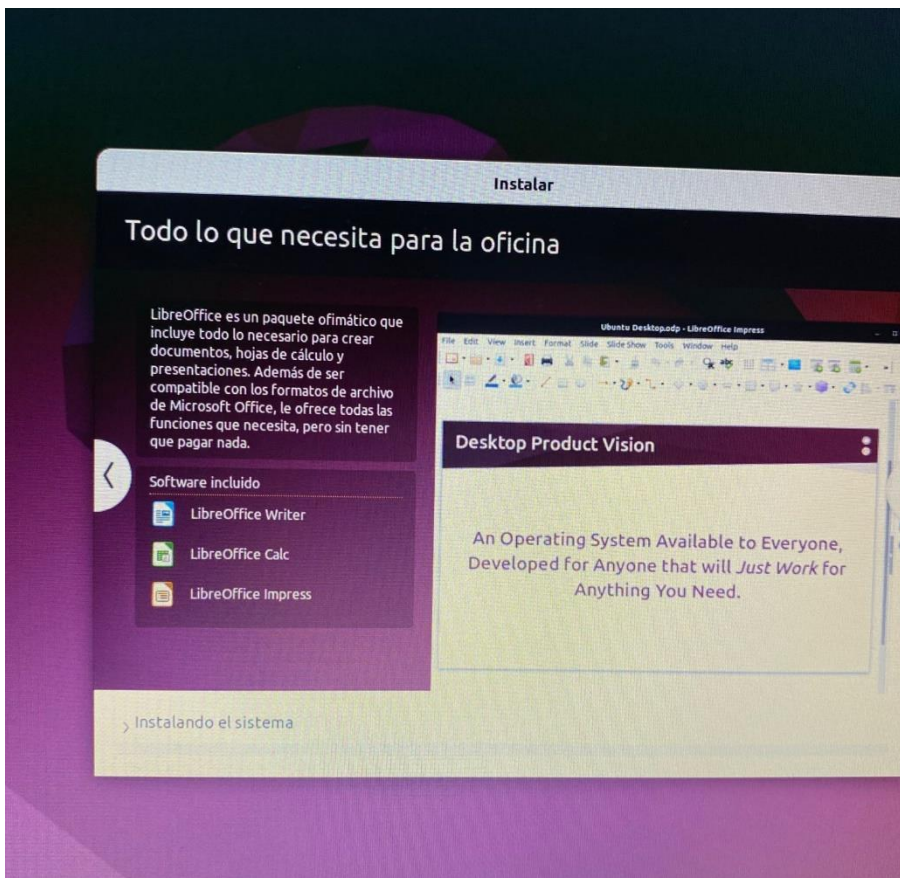 Instalar
Todo lo que necesita para la oficina
LibreOffice es un paquete ofimático que
incluye todo lo necesario para crear
documentos, hojas de cálculo y
presentaciones. Además de ser
compatible con los formatos de archivo
de Microsoft Office, le ofrece todas las
funciones que necesita, pero sin tener
que pagar nada.
Software incluido
LibreOffice Writer
LibreOffice Calc
LibreOffice Impress
Ubuntu Desktop.odp - LibreOffice Impress
File Edit View Insert Format Slide Slide Show Tools Window Help
Desktop Product Vision
An Operating System Available to Everyone,
Developed for Anyone that will Just Work for
Anything You Need.
Instalando el sistema